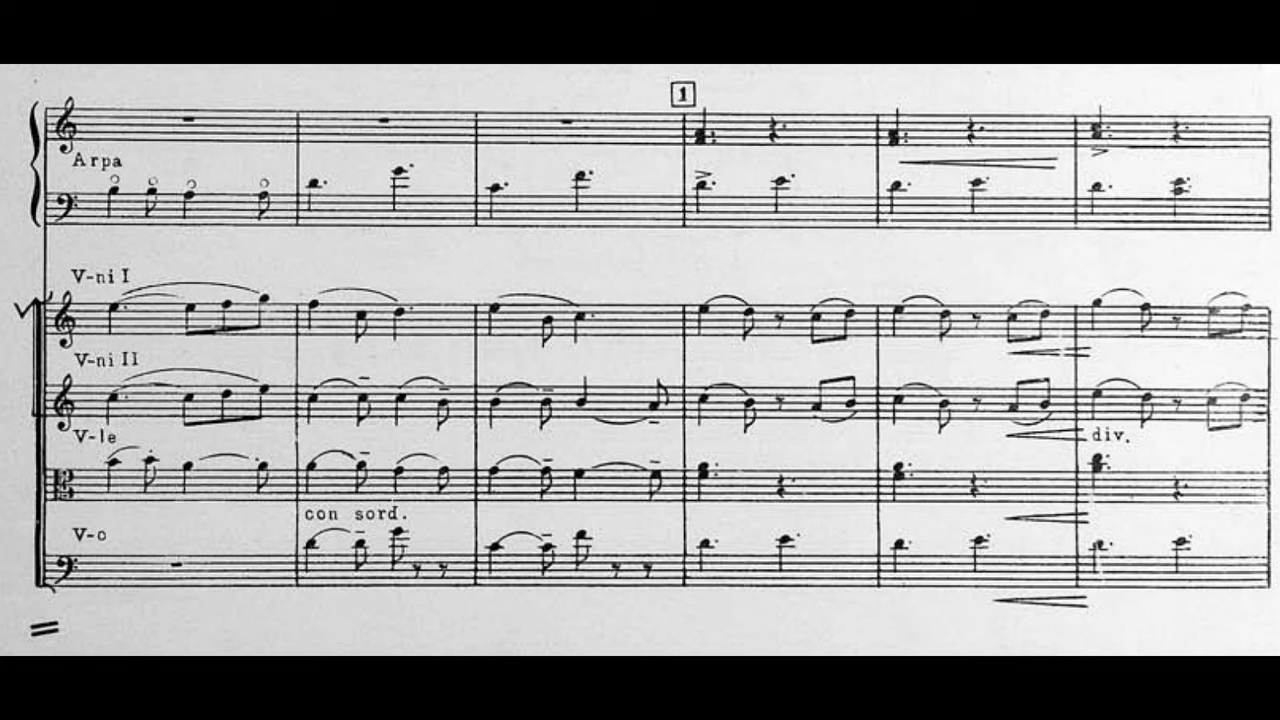 1
Arpa
V-ni I
V-ni II
V-le
div.
con sord.
V-c